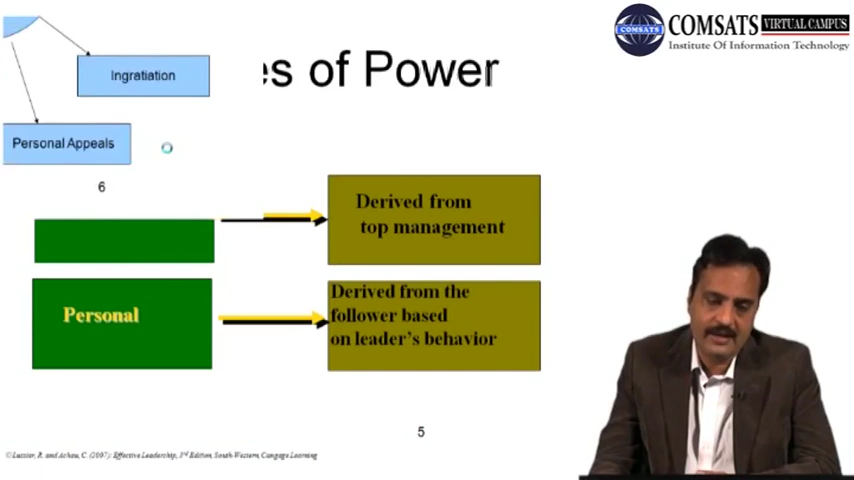 COMSATS VIRTUAL CAMPUS
COMSATS
Institute Of Information Technology
Ingratiation
of Power
Personal Appeals
6
Derived from
top management
Personal
Derived from the
follower based
on leader's behavior
5
© Lussier, R. and Achua, C. (2007): Effective Leadership, 3rd Edition, South-Western, Cengage Learning